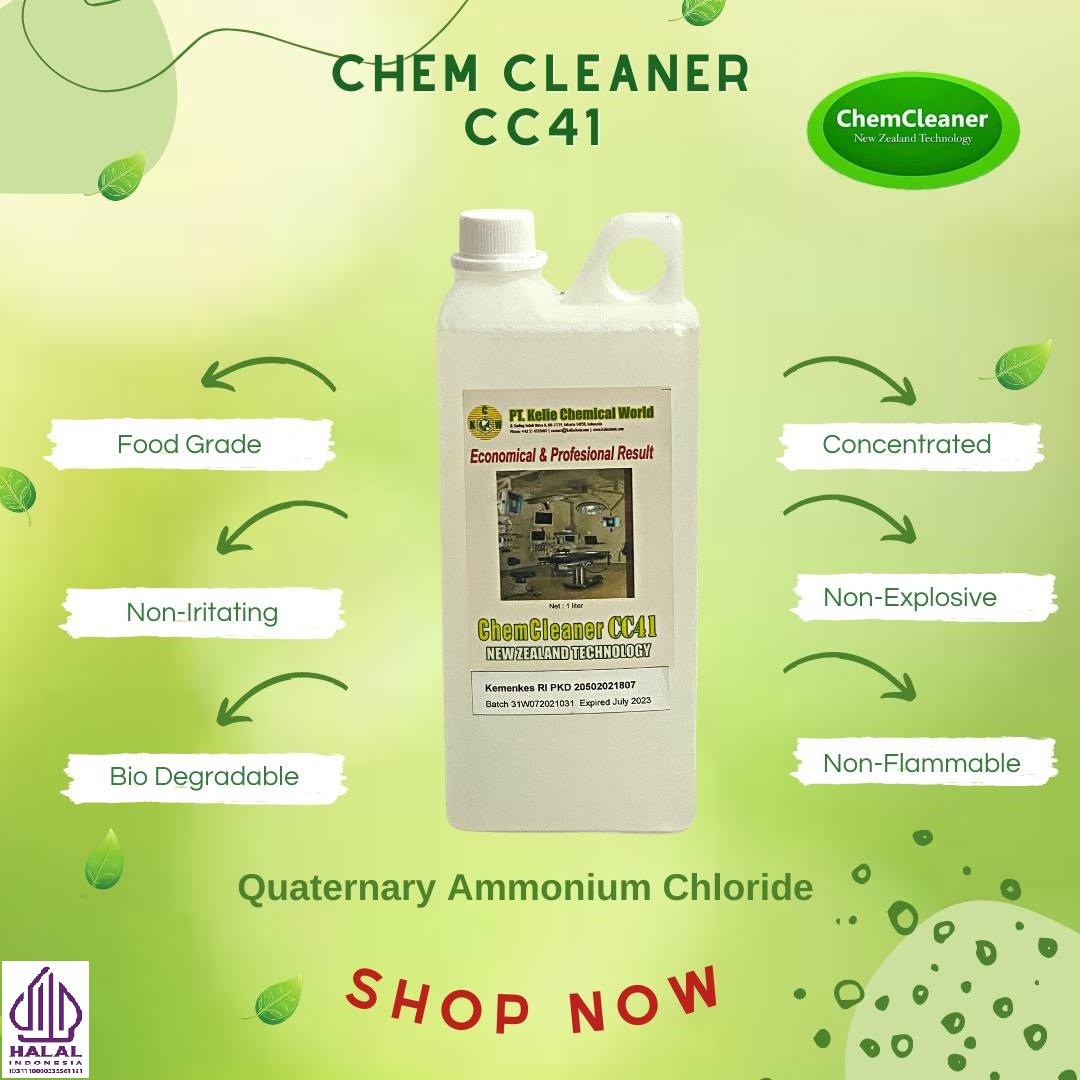 CHEM CLEANER
CC41
ChemCleaner
New Zealand Technology
Food Grade
Non-Iritating
Bio Degradable
C
K W
PT. Kelie Chemical World
Economical & Profesional Result
Net : 1 liter
ChemCleaner CC41
NEW ZEALAND TECHNOLOGY
Kemenkes RI PKD 20502021807
Batch 31W072021031 Expired July 2023
Concentrated
Non-Explosive
Non-Flammable
Quaternary Ammonium Chloride
SHOP NOW
HALAL
INDONESIA